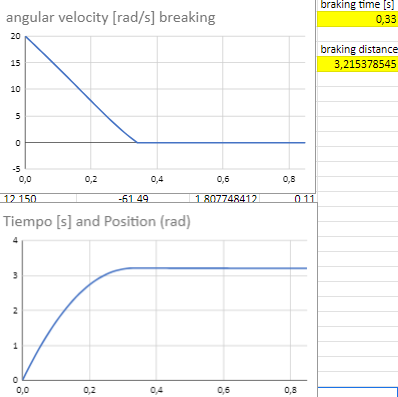 angular velocity [rad/s] breaking
20
15
10
5
0
-5
0,0 0,2 0,4 0,6 0,8
braking time [s]
0,33
braking distance
3,215378545
12.150 -61.49 1.807748412 0.11
Tiempo [s] and Position (rad)
4
3
2
1
0
0,0 0,2 0,4 0,6 0,8